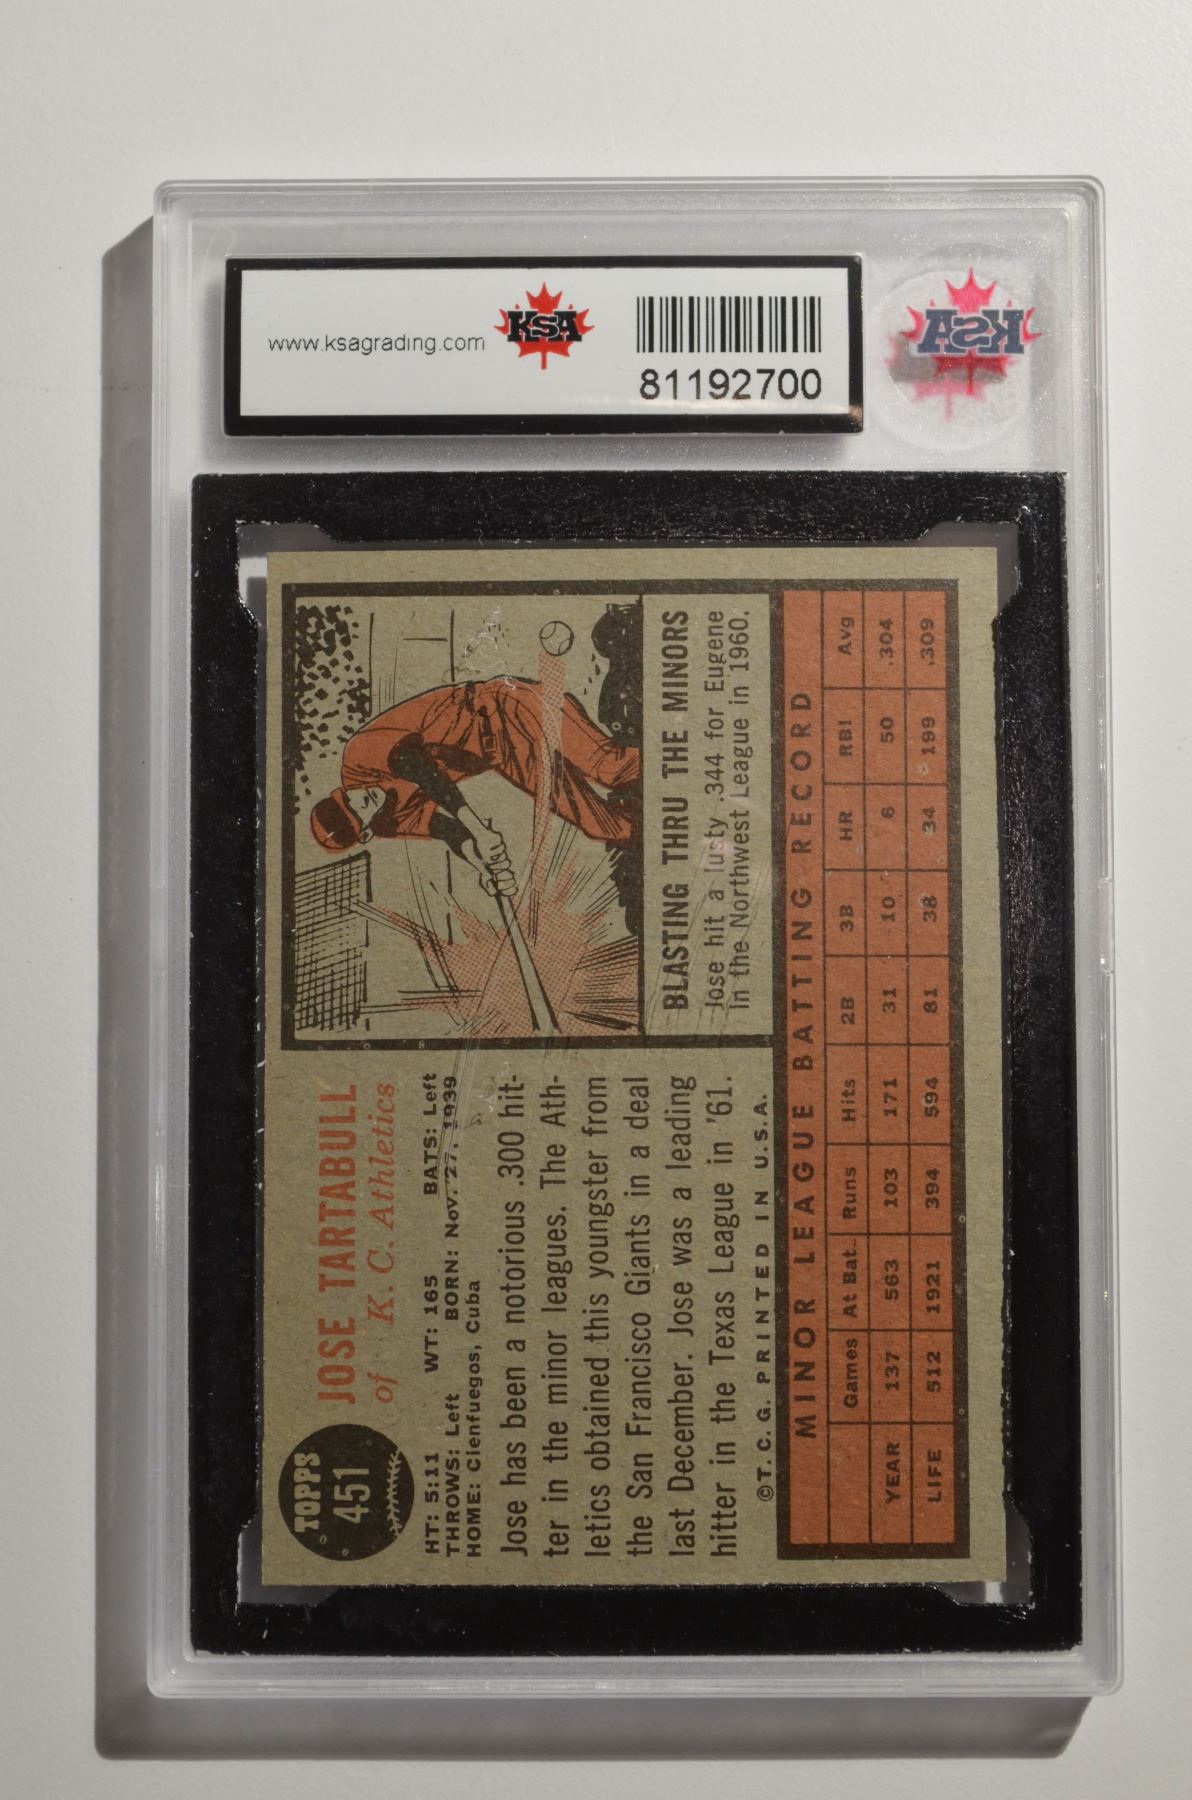 www.ksagrading.com
KSA
81192700
KSA
TOPPS
451
JOSE TARTABULL
of K. C. Athletics
HT: 5:11 WT: 165 BATS: Left
THROWS: Left BORN: Nov. 27, 1939
HOME: Cienfuegos, Cuba
Jose has been a notorious .300 hit-
ter in the minor leagues. The Ath-
letics obtained this youngster from
the San Francisco Giants in a deal
last December. Jose was a leading
hitter in the Texas League in '61.
©T. C. G. PRINTED IN U.S.A.
BLASTING THRU THE MINORS
Jose hit a lusty .344 for Eugene
in the Northwest League in 1960.
MINOR LEAGUE BATTING RECORD
Games At Bat. Runs Hits 2B 3B HR RBI Avg
YEAR 137 563 103 171 31 10 6 50 .304
LIFE 512 1921 394 594 81 38 34 199 .309